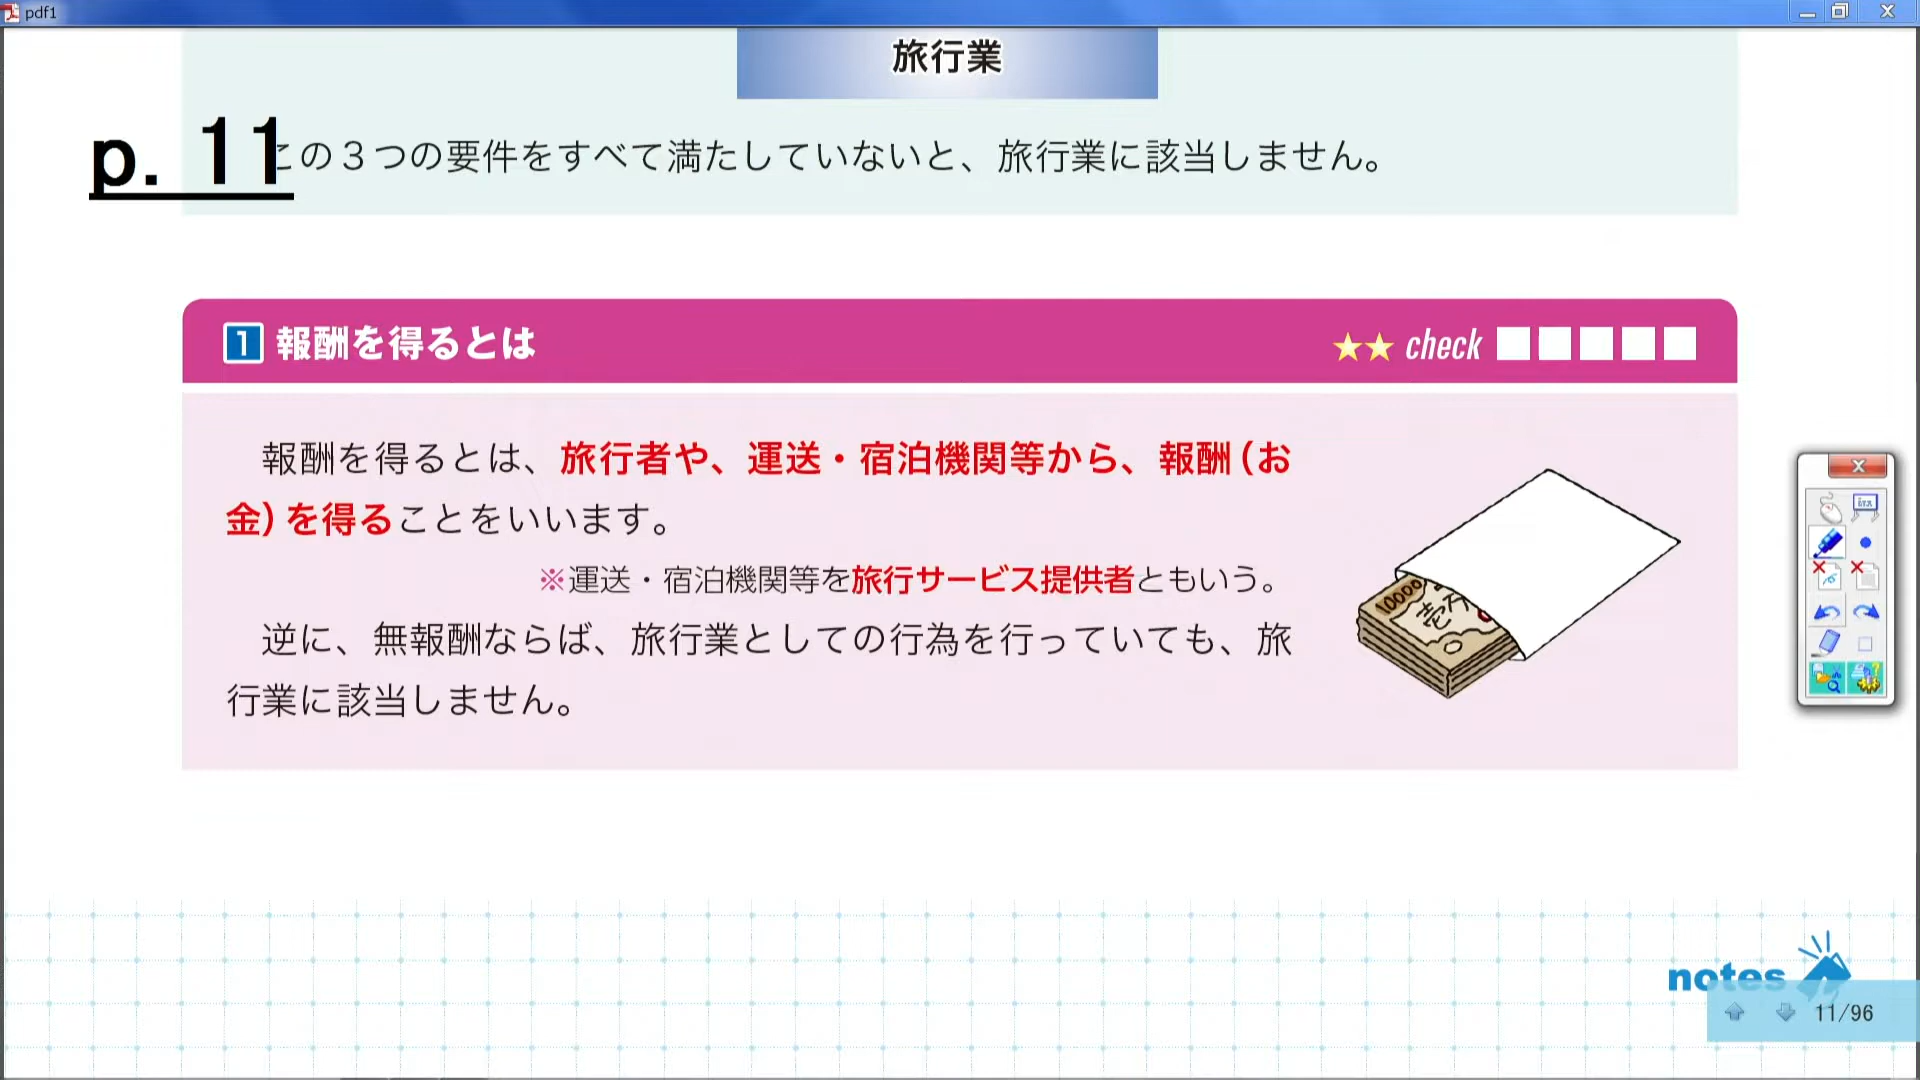 pdf1
旅行業
p. 11
この３つの要件をすべて満たしていないと、旅行業に該当しません。
1 報酬を得るとは
★★ check
報酬を得るとは、旅行者や、運送・宿泊機関等から、報酬（お
金）を得ることをいいます。
※運送・宿泊機関等を旅行サービス提供者ともいう。
逆に、無報酬ならば、旅行業としての行為を行っていても、旅
行業に該当しません。
10000
壱万
notes
11/96